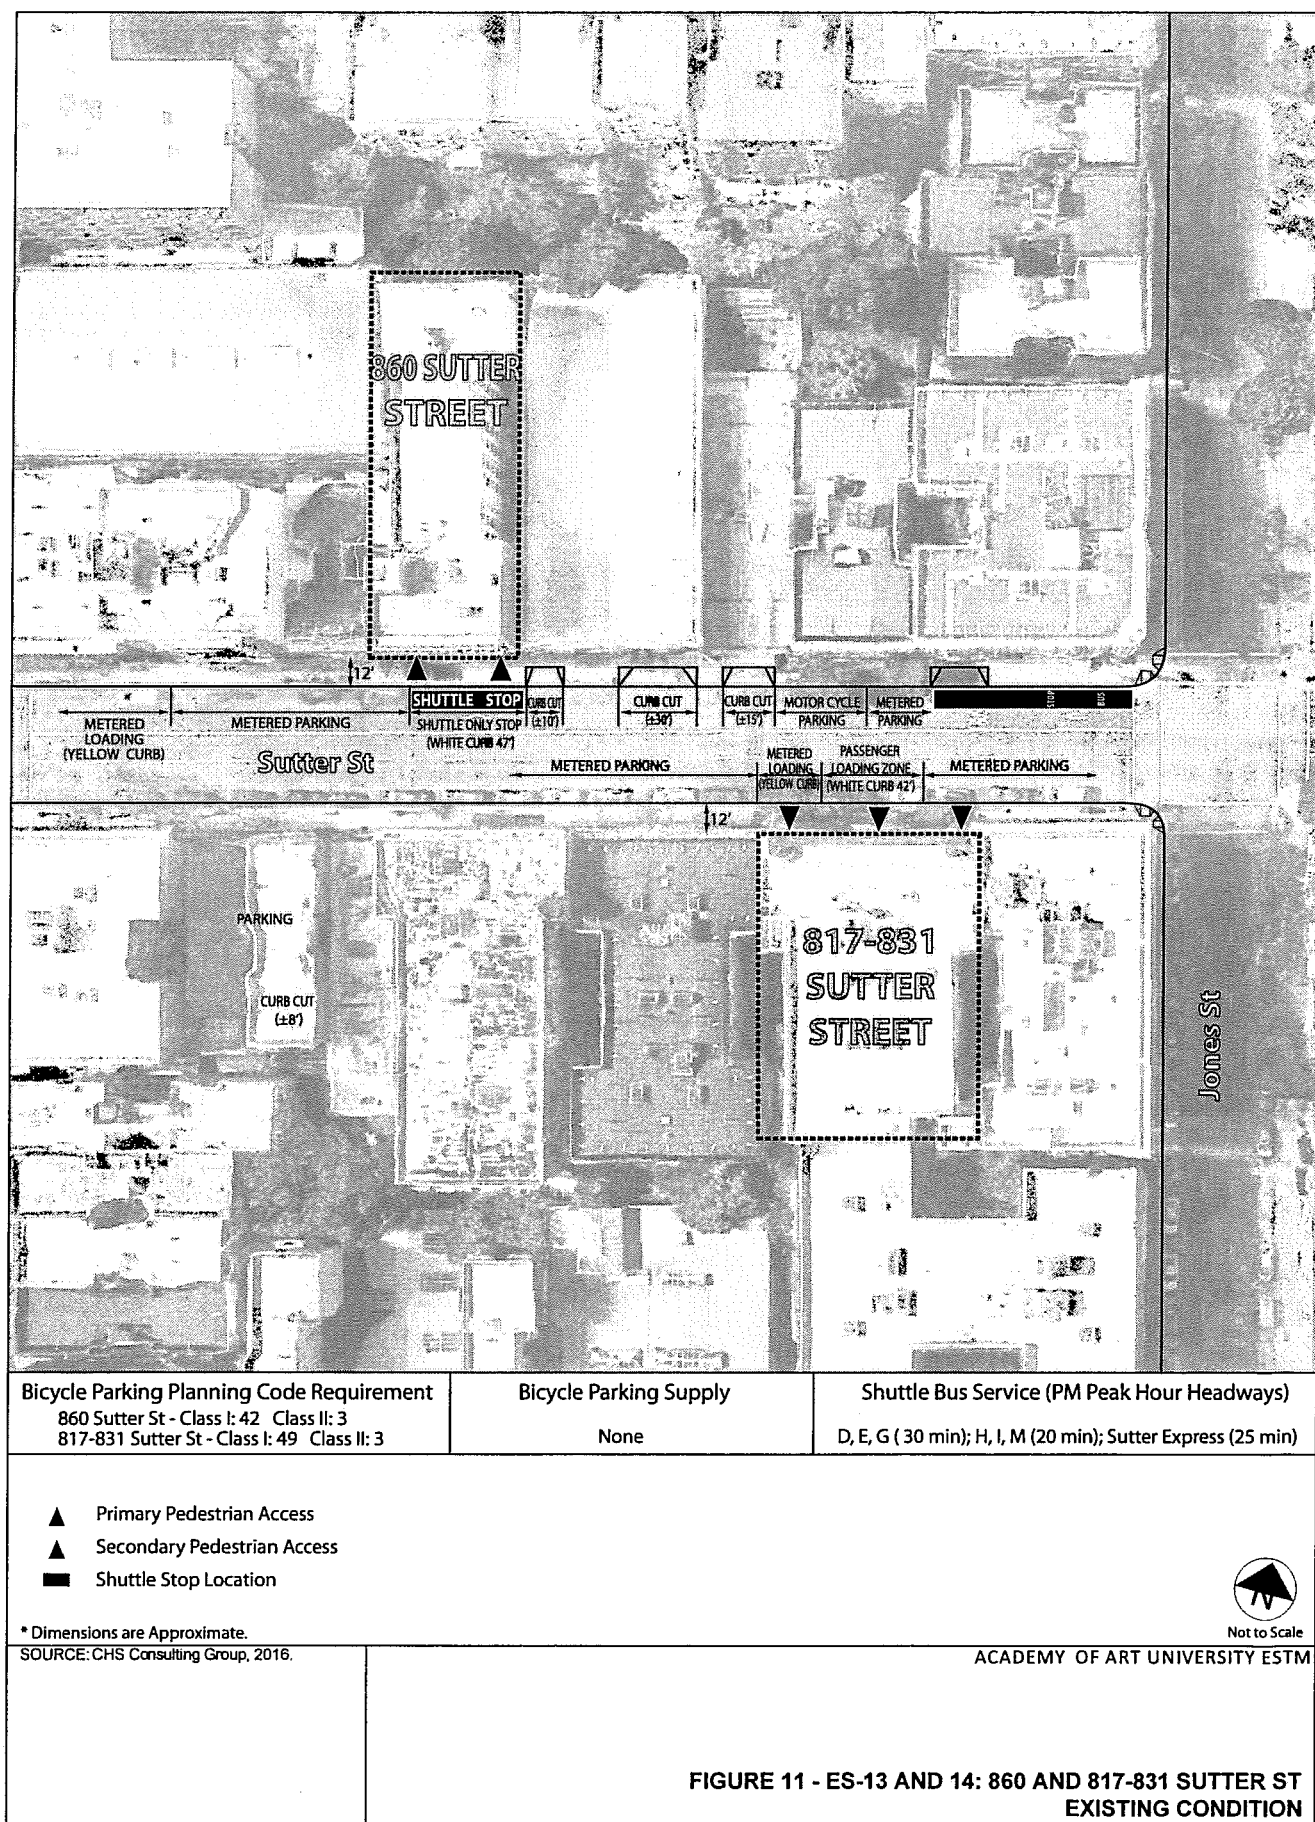 860 SUTTER
STREET
12'
SHUTTLE STOP
CURB CUT
(±10')
CURB CUT
(±30')
CURB CUT
(±15')
MOTOR CYCLE
PARKING
METERED
PARKING
STOP
BUS
METERED
LOADING
(YELLOW CURB)
METERED PARKING
SHUTTLE ONLY STOP
(WHITE CURB 47')
Sutter St
METERED PARKING
METERED
LOADING
(YELLOW CURB)
PASSENGER
LOADING ZONE
(WHITE CURB 42')
METERED PARKING
12'
PARKING
CURB CUT
(±8')
817-831
SUTTER
STREET
Jones St
Bicycle Parking Planning Code Requirement
860 Sutter St - Class I: 42 Class II: 3
817-831 Sutter St - Class I: 49 Class II: 3
Bicycle Parking Supply
None
Shuttle Bus Service (PM Peak Hour Headways)
D, E, G ( 30 min); H, I, M (20 min); Sutter Express (25 min)
Primary Pedestrian Access
Secondary Pedestrian Access
Shuttle Stop Location
N
Not to Scale
* Dimensions are Approximate.
SOURCE: CHS Consulting Group, 2016.
ACADEMY OF ART UNIVERSITY ESTM
FIGURE 11 - ES-13 AND 14: 860 AND 817-831 SUTTER ST
EXISTING CONDITION